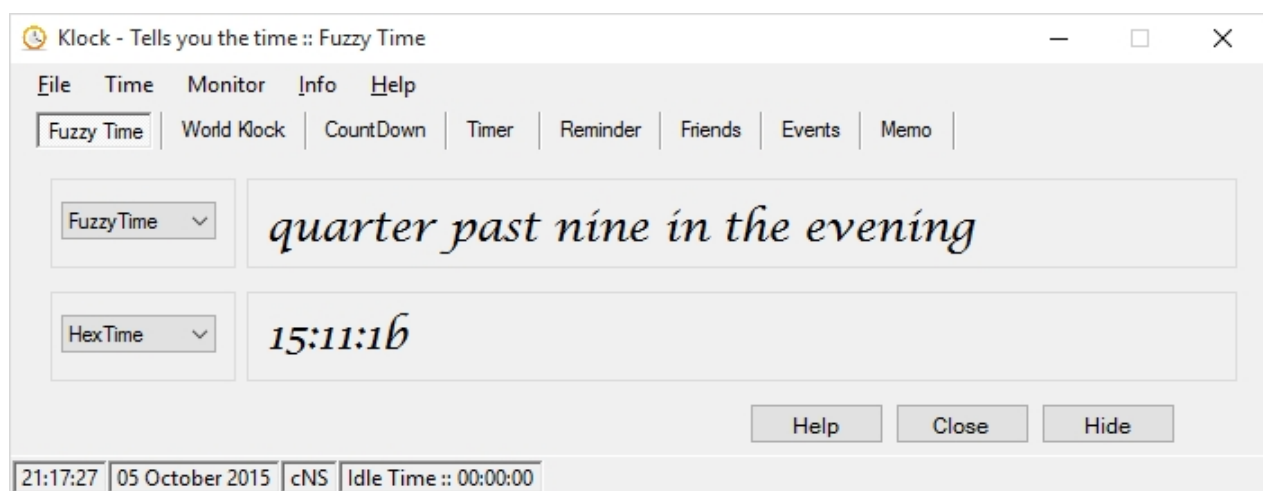 Klock - Tells you the time :: Fuzzy Time
File Time Monitor Info Help
Fuzzy Time World Klock CountDown Timer Reminder Friends Events Memo
FuzzyTime quarter past nine in the evening
HexTime 15:11:1b
Help Close Hide
21:17:27 05 October 2015 cNS Idle Time :: 00:00:00